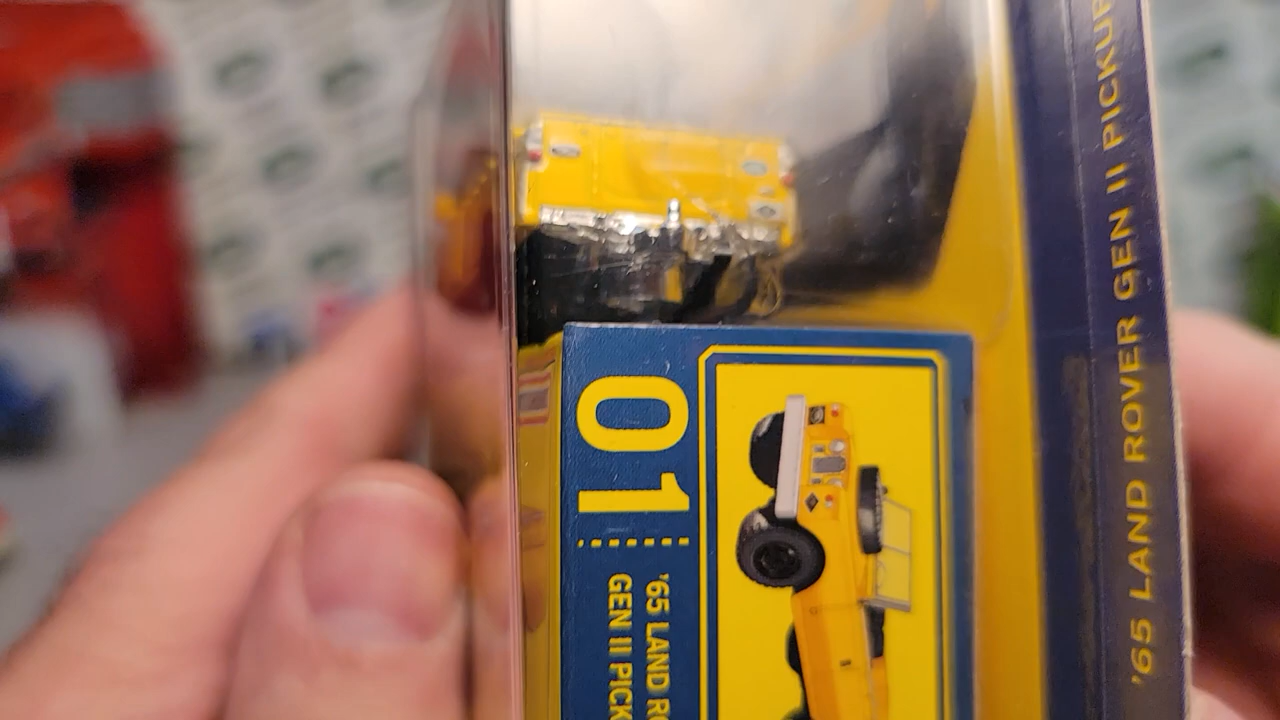 01
'65 LAND RO
GEN II PICK
'65 LAND ROVER GEN II PICKUP